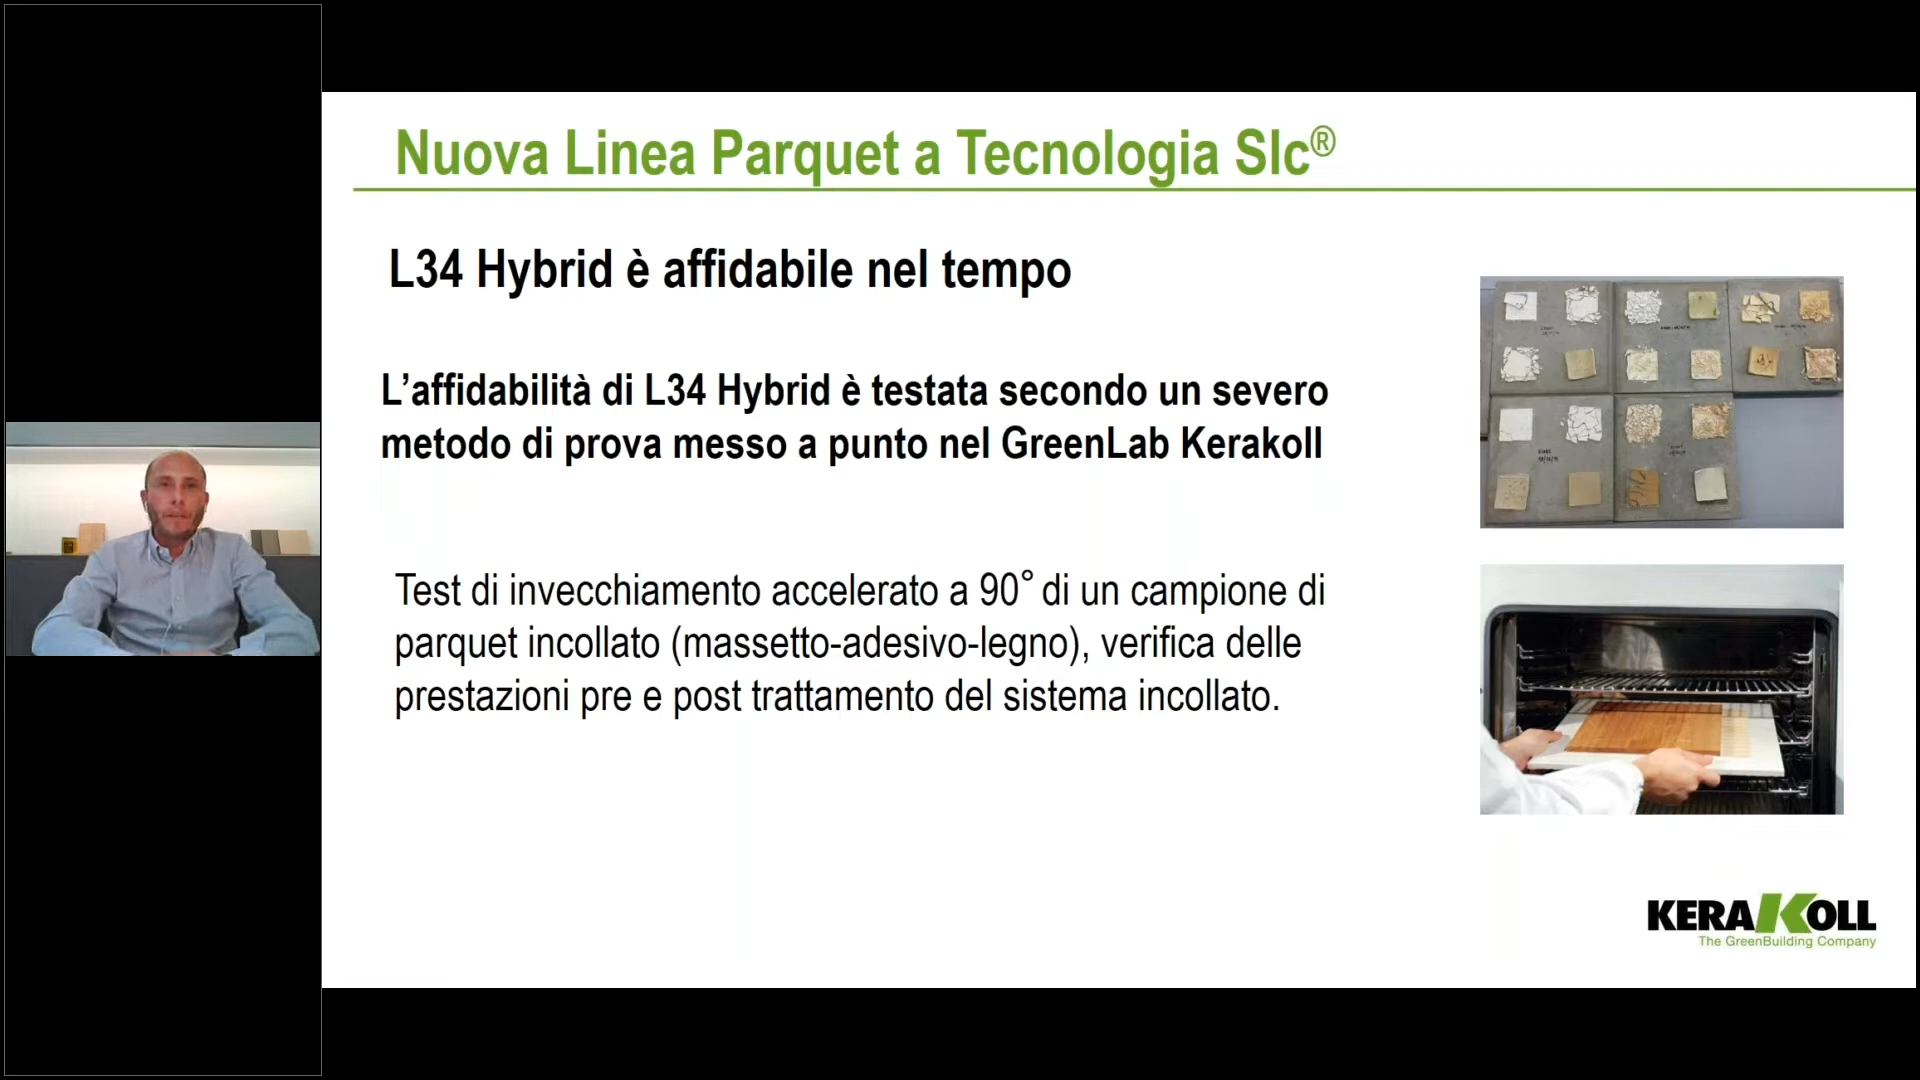 Nuova Linea Parquet a Tecnologia Slc®
L34 Hybrid è affidabile nel tempo
L’affidabilità di L34 Hybrid è testata secondo un severo
metodo di prova messo a punto nel GreenLab Kerakoll
Test di invecchiamento accelerato a 90° di un campione di
parquet incollato (massetto-adesivo-legno), verifica delle
prestazioni pre e post trattamento del sistema incollato.
KERAKOLL
The GreenBuilding Company